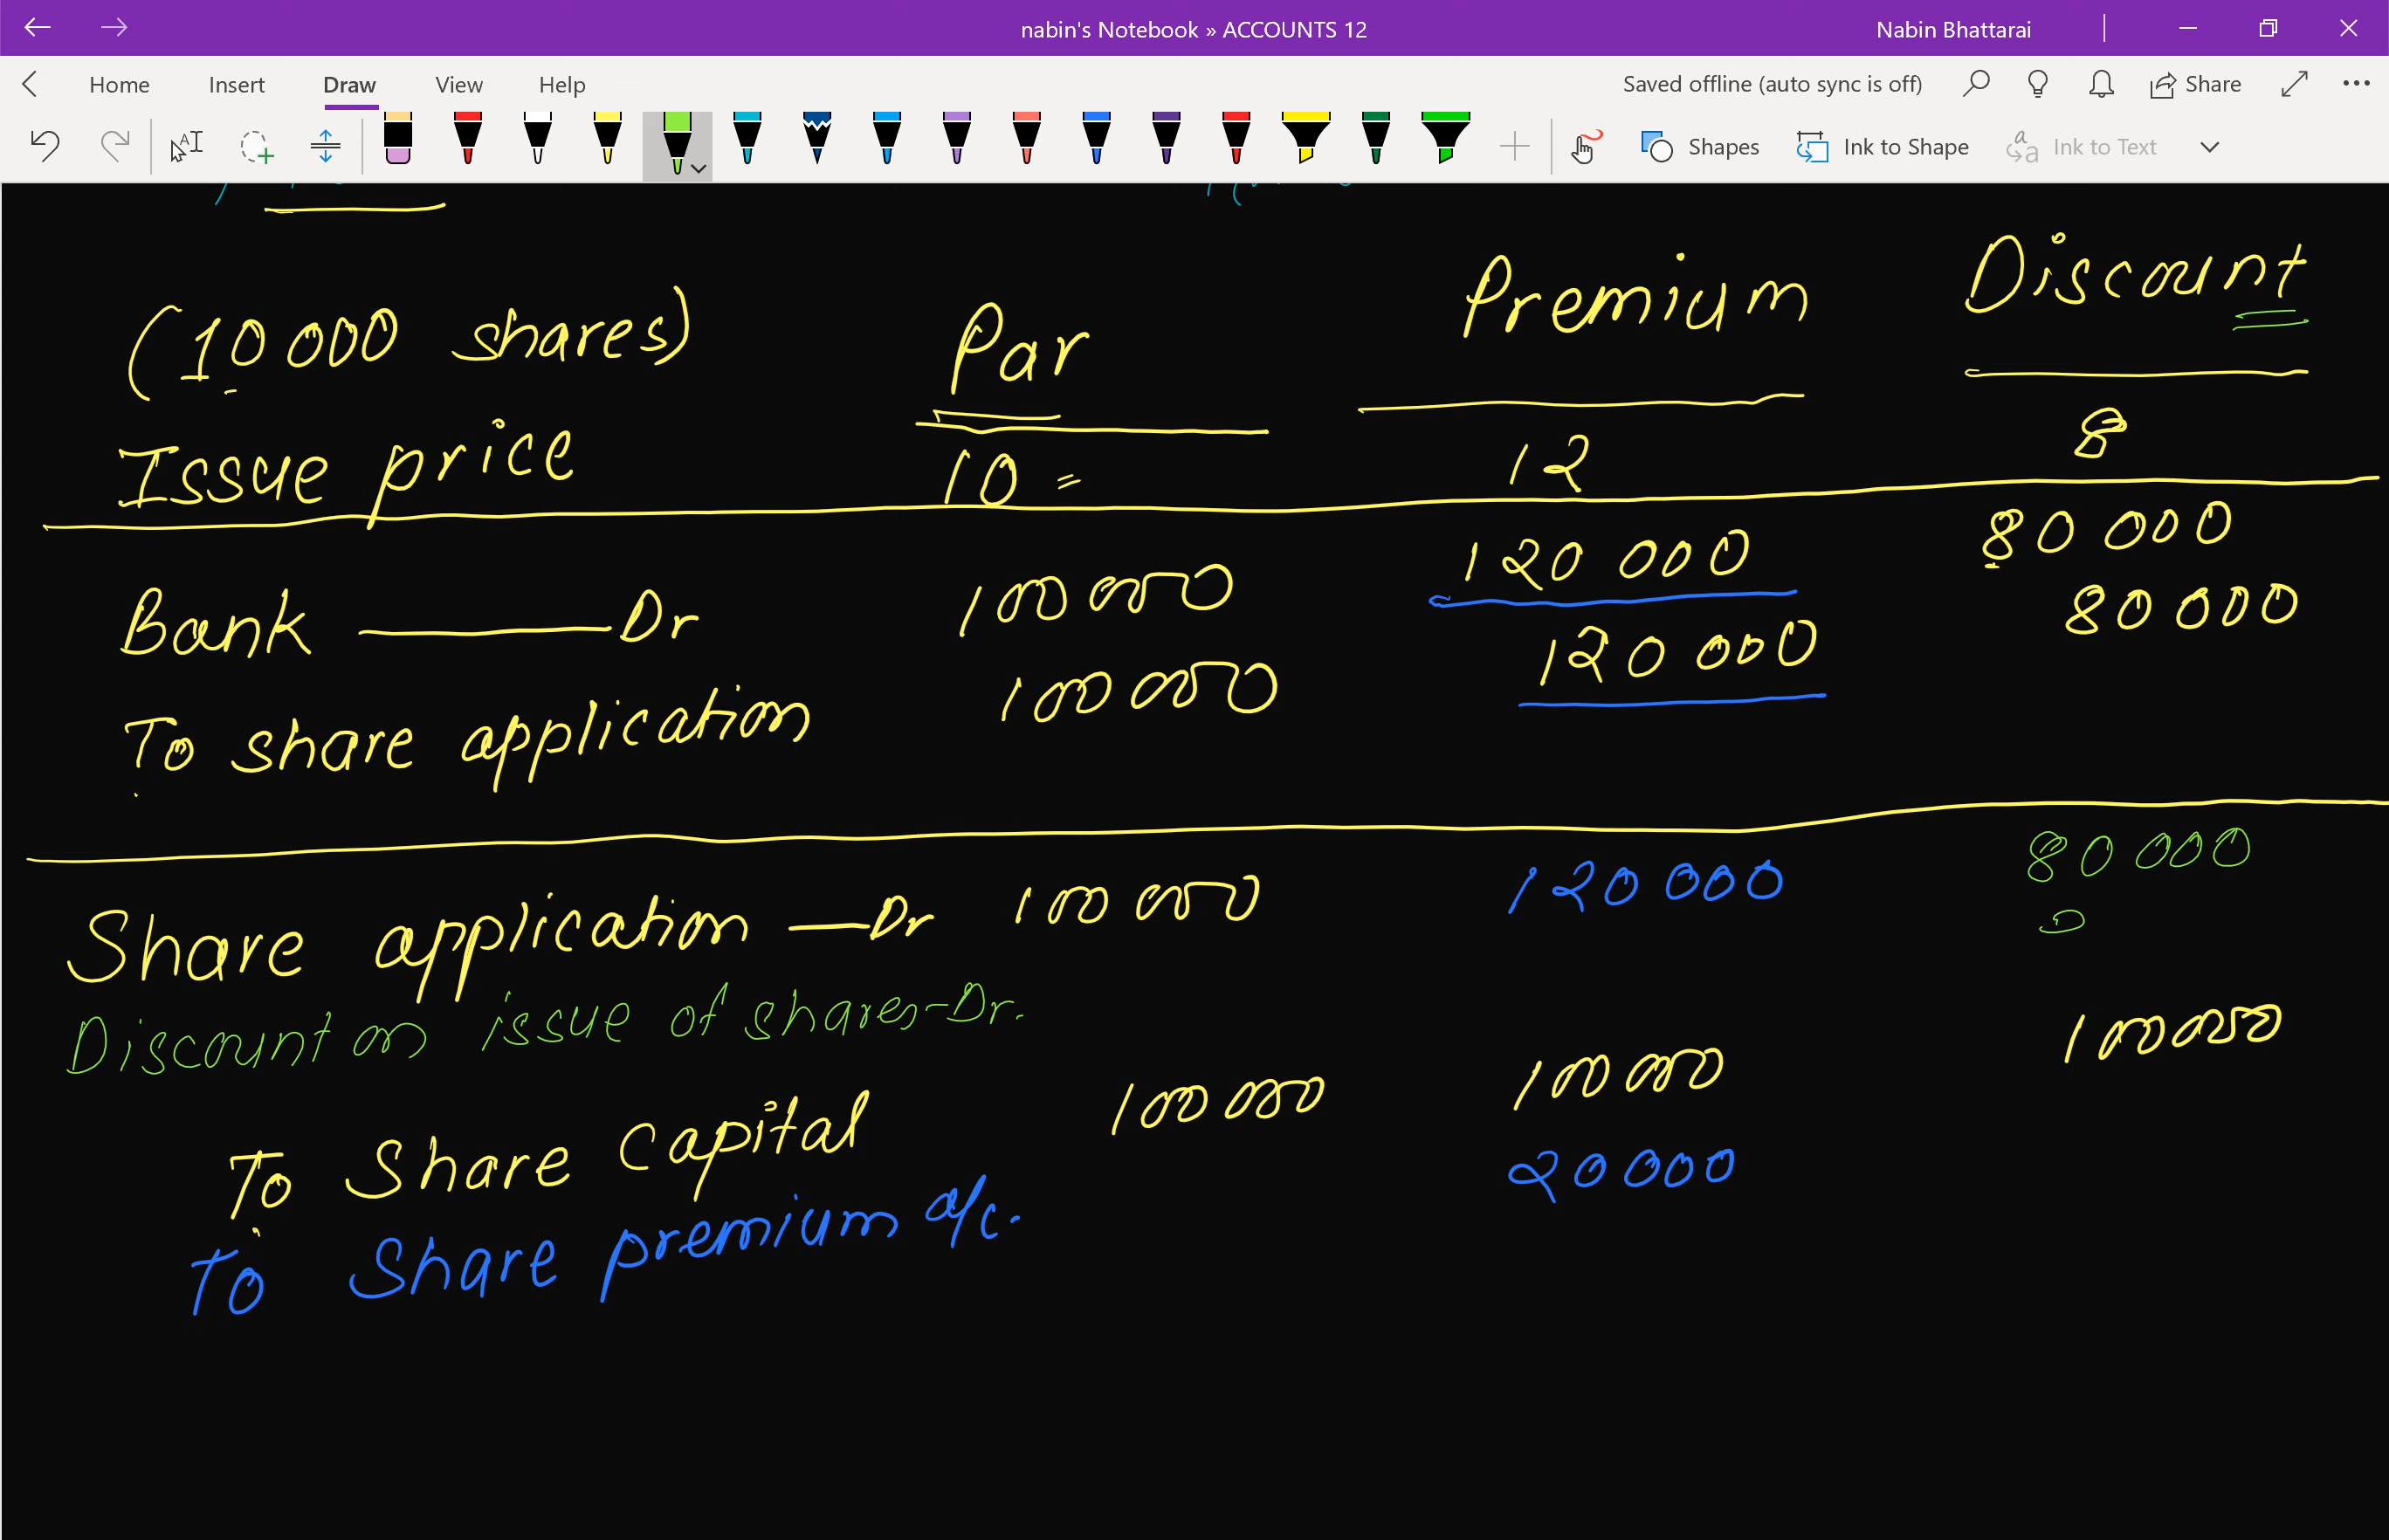 nabin's Notebook » ACCOUNTS 12 Nabin Bhattarai
Home Insert Draw View Help Saved offline (auto sync is off) Share
Shapes Ink to Shape Ink to Text
(10 000 shares) Par Premium Discount
Issue price 10 = 12 8
Bank — Dr 100 000 120 000 80 000
To share application 100 000 120 000 80 000
Share application — Dr 100 000 120 000 80 000
Discount on issue of shares - Dr.
To Share capital 100 000 100 000 100 000
To Share premium a/c. 20 000